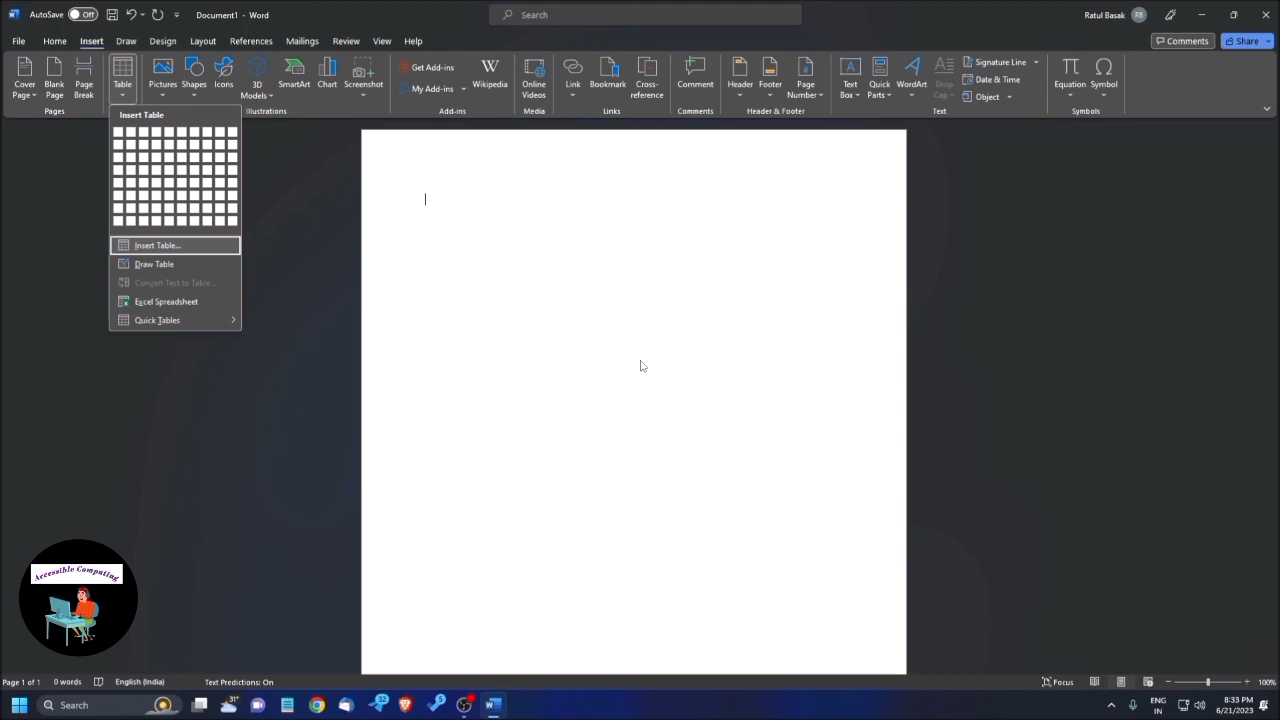 AutoSave Off Document1 - Word Search Ratul Basak RB
File Home Insert Draw Design Layout References Mailings Review View Help Comments Share
Cover Page Blank Page Page Break Table Pictures Shapes Icons 3D Models SmartArt Chart Screenshot Get Add-ins My Add-ins Wikipedia Online Videos Link Bookmark Cross-reference Comment Header Footer Page Number Text Box Quick Parts WordArt Drop Cap Signature Line Date & Time Object Equation Symbol
Pages Illustrations Add-ins Media Links Comments Header & Footer Text Symbols
Insert Table
Insert Table...
Draw Table
Convert Text to Table...
Excel Spreadsheet
Quick Tables
Accessible Computing
Page 1 of 1 0 words English (India) Text Predictions: On Focus 100%
Search 31° 32 5 ENG IN 8:33 PM 6/21/2023